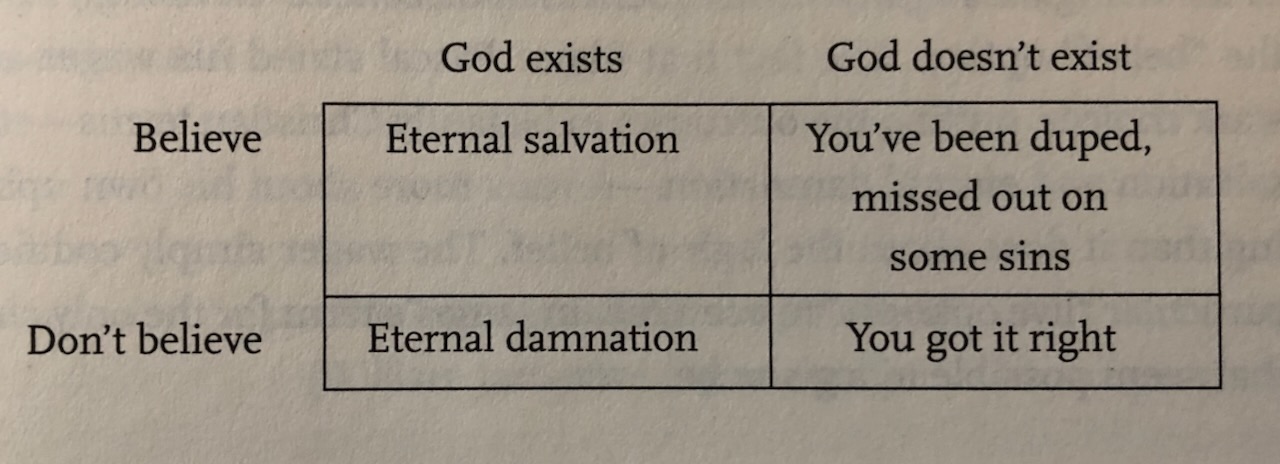 God exists God doesn’t exist
Believe Eternal salvation You’ve been duped,
missed out on
some sins
Don’t believe Eternal damnation You got it right